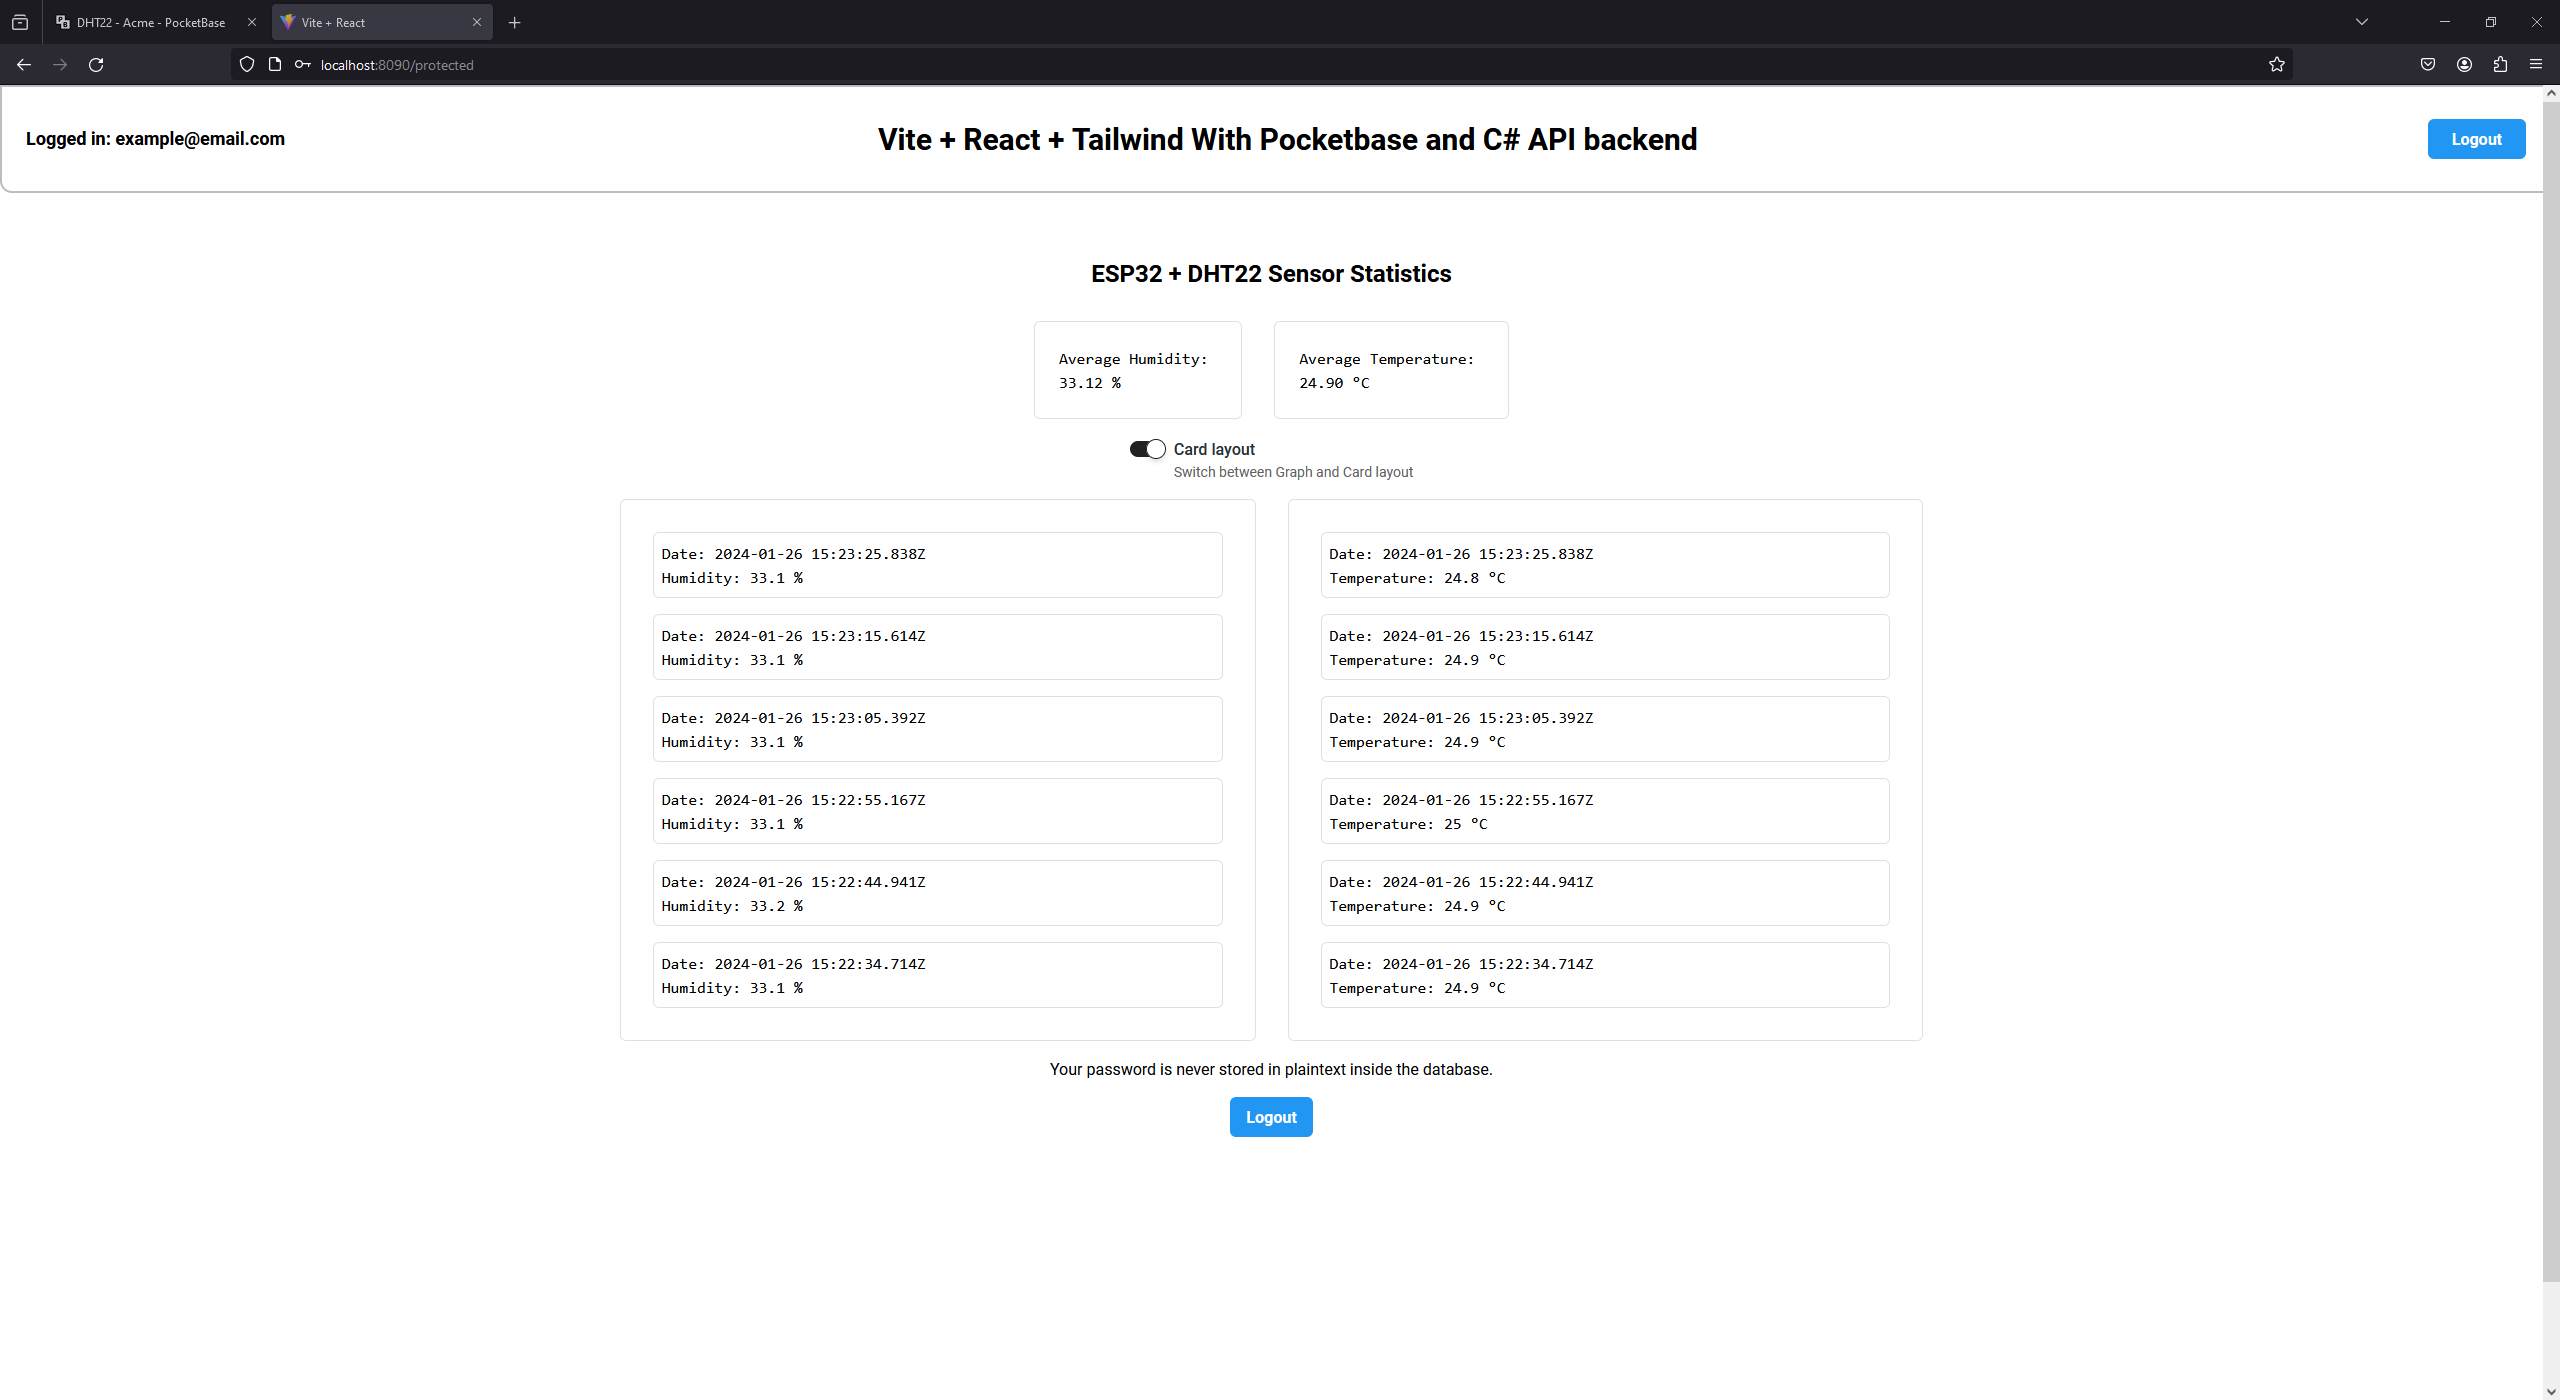 DHT22 - Acme - PocketBase
Vite + React
localhost:8090/protected
Logged in: example@email.com
Vite + React + Tailwind With Pocketbase and C# API backend
Logout
ESP32 + DHT22 Sensor Statistics
Average Humidity:
33.12 %
Average Temperature:
24.90 °C
Card layout
Switch between Graph and Card layout
Date: 2024-01-26 15:23:25.838Z
Humidity: 33.1 %
Date: 2024-01-26 15:23:15.614Z
Humidity: 33.1 %
Date: 2024-01-26 15:23:05.392Z
Humidity: 33.1 %
Date: 2024-01-26 15:22:55.167Z
Humidity: 33.1 %
Date: 2024-01-26 15:22:44.941Z
Humidity: 33.2 %
Date: 2024-01-26 15:22:34.714Z
Humidity: 33.1 %
Date: 2024-01-26 15:23:25.838Z
Temperature: 24.8 °C
Date: 2024-01-26 15:23:15.614Z
Temperature: 24.9 °C
Date: 2024-01-26 15:23:05.392Z
Temperature: 24.9 °C
Date: 2024-01-26 15:22:55.167Z
Temperature: 25 °C
Date: 2024-01-26 15:22:44.941Z
Temperature: 24.9 °C
Date: 2024-01-26 15:22:34.714Z
Temperature: 24.9 °C
Your password is never stored in plaintext inside the database.
Logout